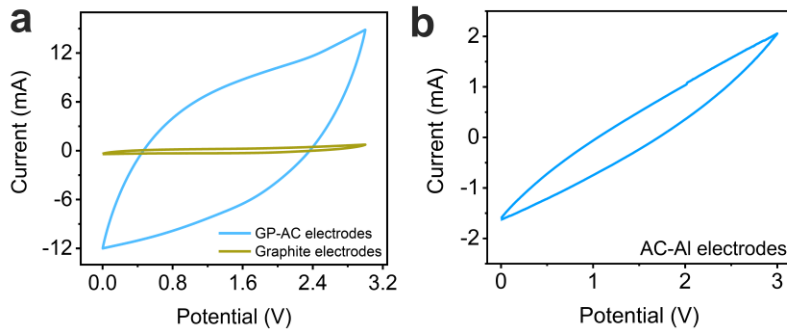 a
Current (mA)
12
6
0
-6
-12
GP-AC electrodes
Graphite electrodes
0.0 0.8 1.6 2.4 3.2
Potential (V)
b
Current (mA)
2
1
0
-1
-2
AC-Al electrodes
0 1 2 3
Potential (V)